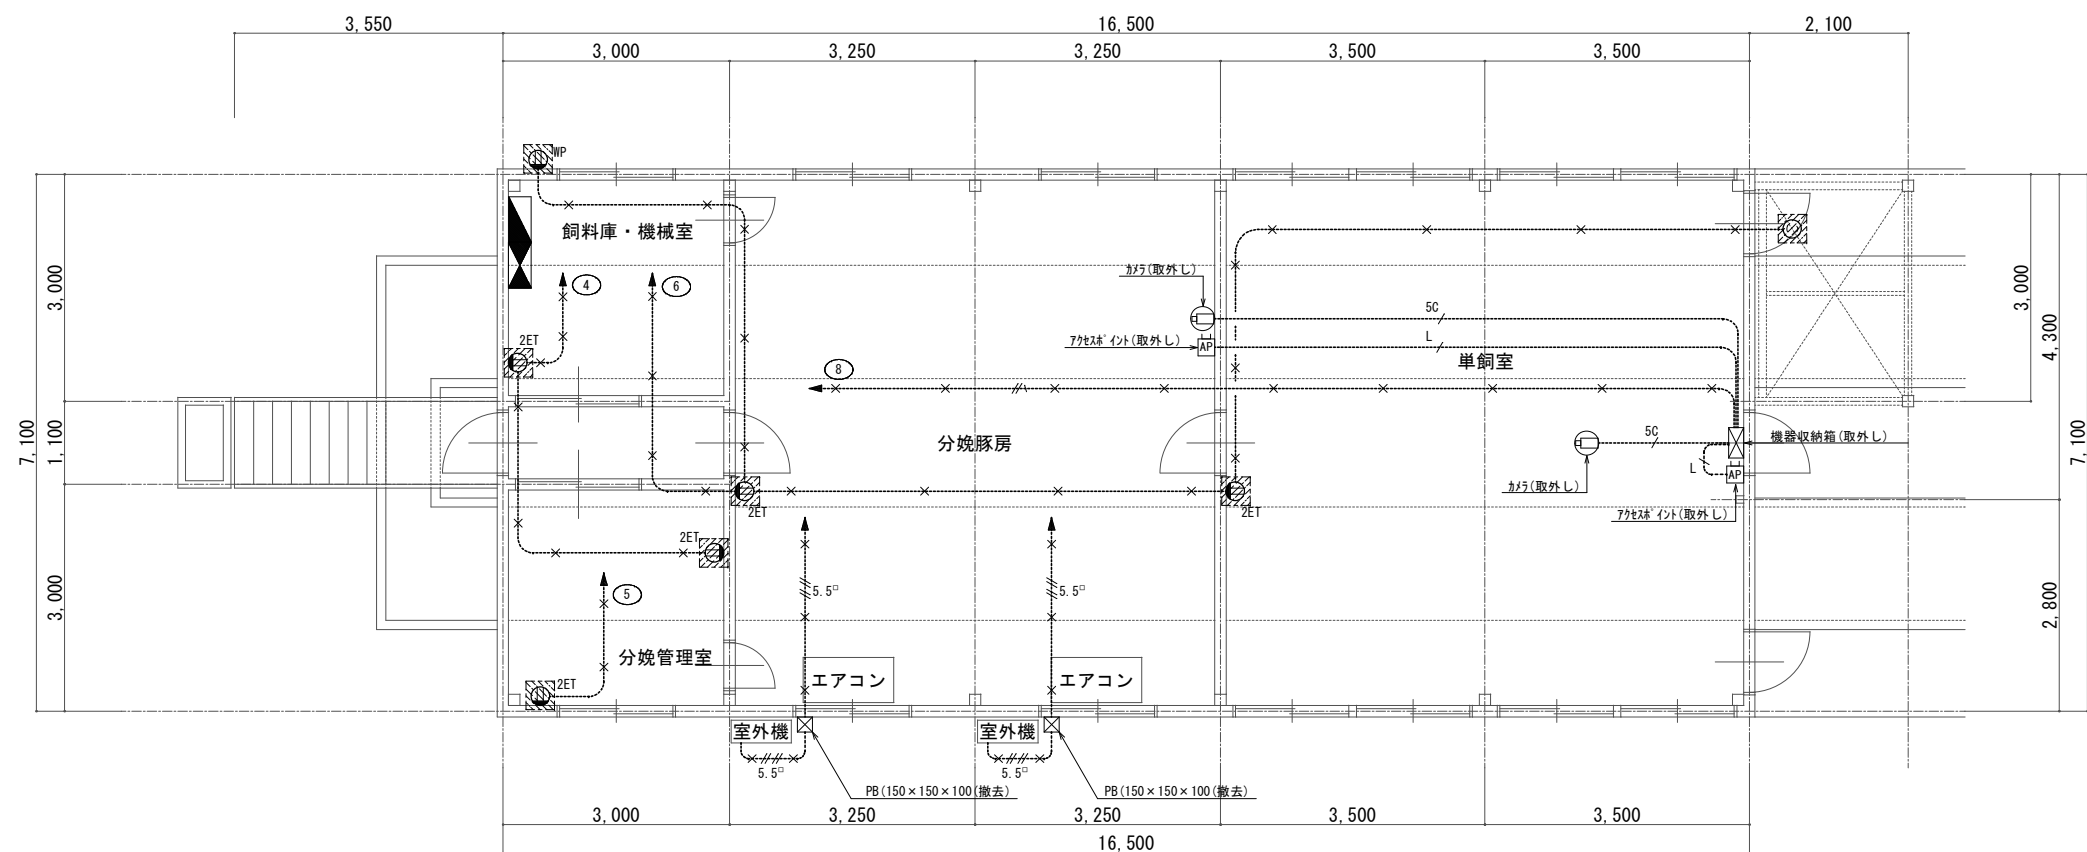 3,550
16,500
2,100
3,000
3,250
3,250
3,500
3,500
WP
飼料庫・機械室
3,000
3,000
4,300
カメラ(取外し)
4
6
5C
2ET
アクセスポイント(取外し)
AP
L
単飼室
8
7,100
1,100
分娩豚房
5C
機器収納箱(取外し)
7,100
L
AP
カメラ(取外し)
2ET
2ET
アクセスポイント(取外し)
2ET
3,000
5
5.5□
5.5□
2,800
分娩管理室
2ET
エアコン
エアコン
室外機
室外機
5.5□
5.5□
PB(150×150×100(撤去)
PB(150×150×100(撤去)
3,000
3,250
3,250
3,500
3,500
16,500